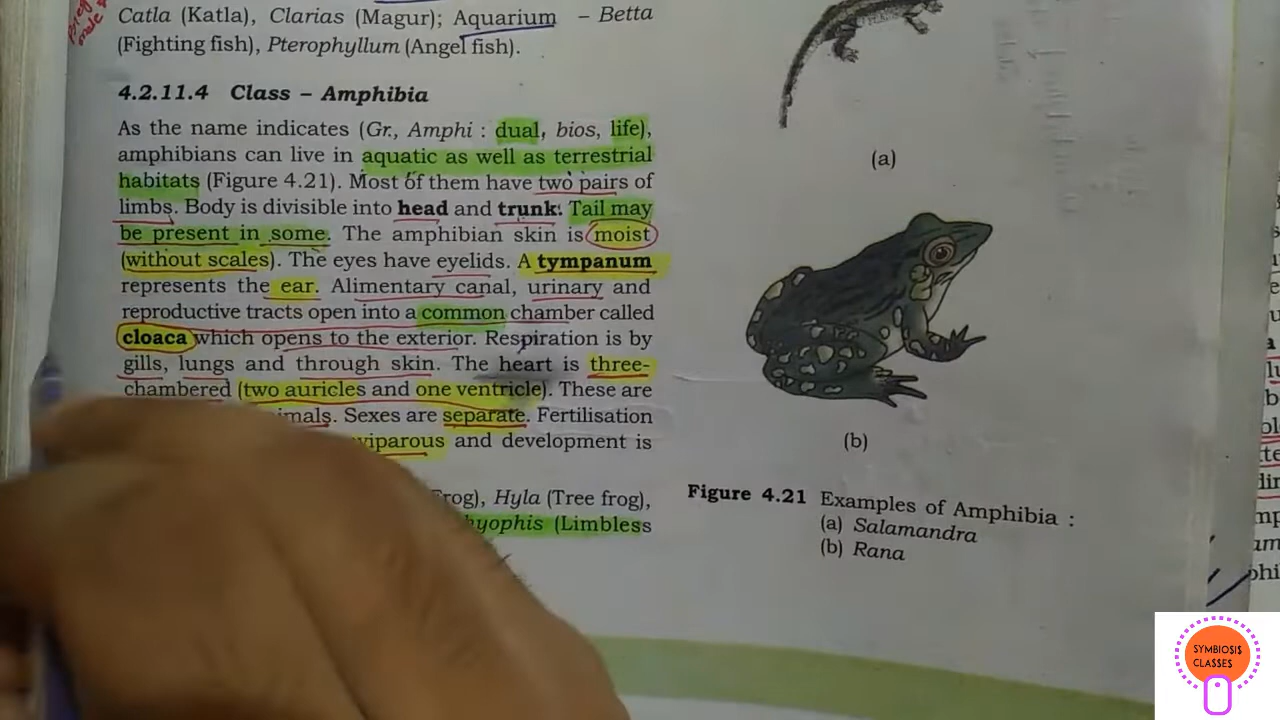 Catla (Katla), Clarias (Magur); Aquarium – Betta
(Fighting fish), Pterophyllum (Angel fish).
4.2.11.4 Class – Amphibia
As the name indicates (Gr., Amphi : dual, bios, life),
amphibians can live in aquatic as well as terrestrial
habitats (Figure 4.21). Most of them have two pairs of
limbs. Body is divisible into head and trunk. Tail may
be present in some. The amphibian skin is moist
(without scales). The eyes have eyelids. A tympanum
represents the ear. Alimentary canal, urinary and
reproductive tracts open into a common chamber called
cloaca which opens to the exterior. Respiration is by
gills, lungs and through skin. The heart is three-
chambered (two auricles and one ventricle). These are
imals. Sexes are separate. Fertilisation
viparous and development is
Frog), Hyla (Tree frog),
hyophis (Limbless
(a)
(b)
Figure 4.21 Examples of Amphibia :
(a) Salamandra
(b) Rana
SYMBIOSIS
CLASSES